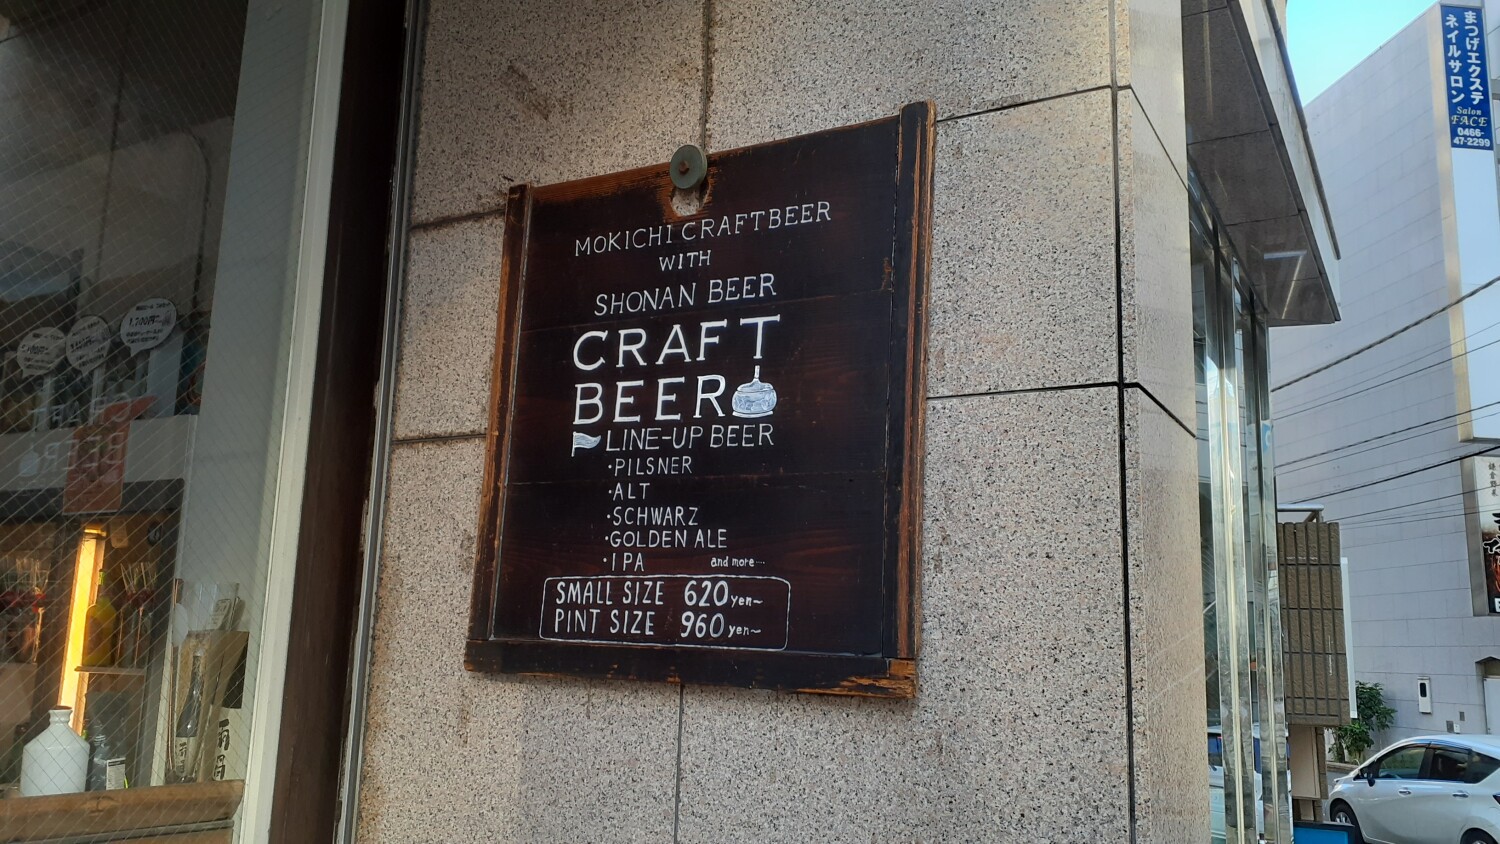 MOKICHI CRAFTBEER
WITH
SHONAN BEER
CRAFT
BEER
LINE-UP BEER
・PILSNER
・ALT
・SCHWARZ
・GOLDEN ALE
・IPA and more…
SMALL SIZE 620yen~
PINT SIZE 960yen~
まつげエクステ
ネイルサロン
Salon
FACE
0466-
47-2299